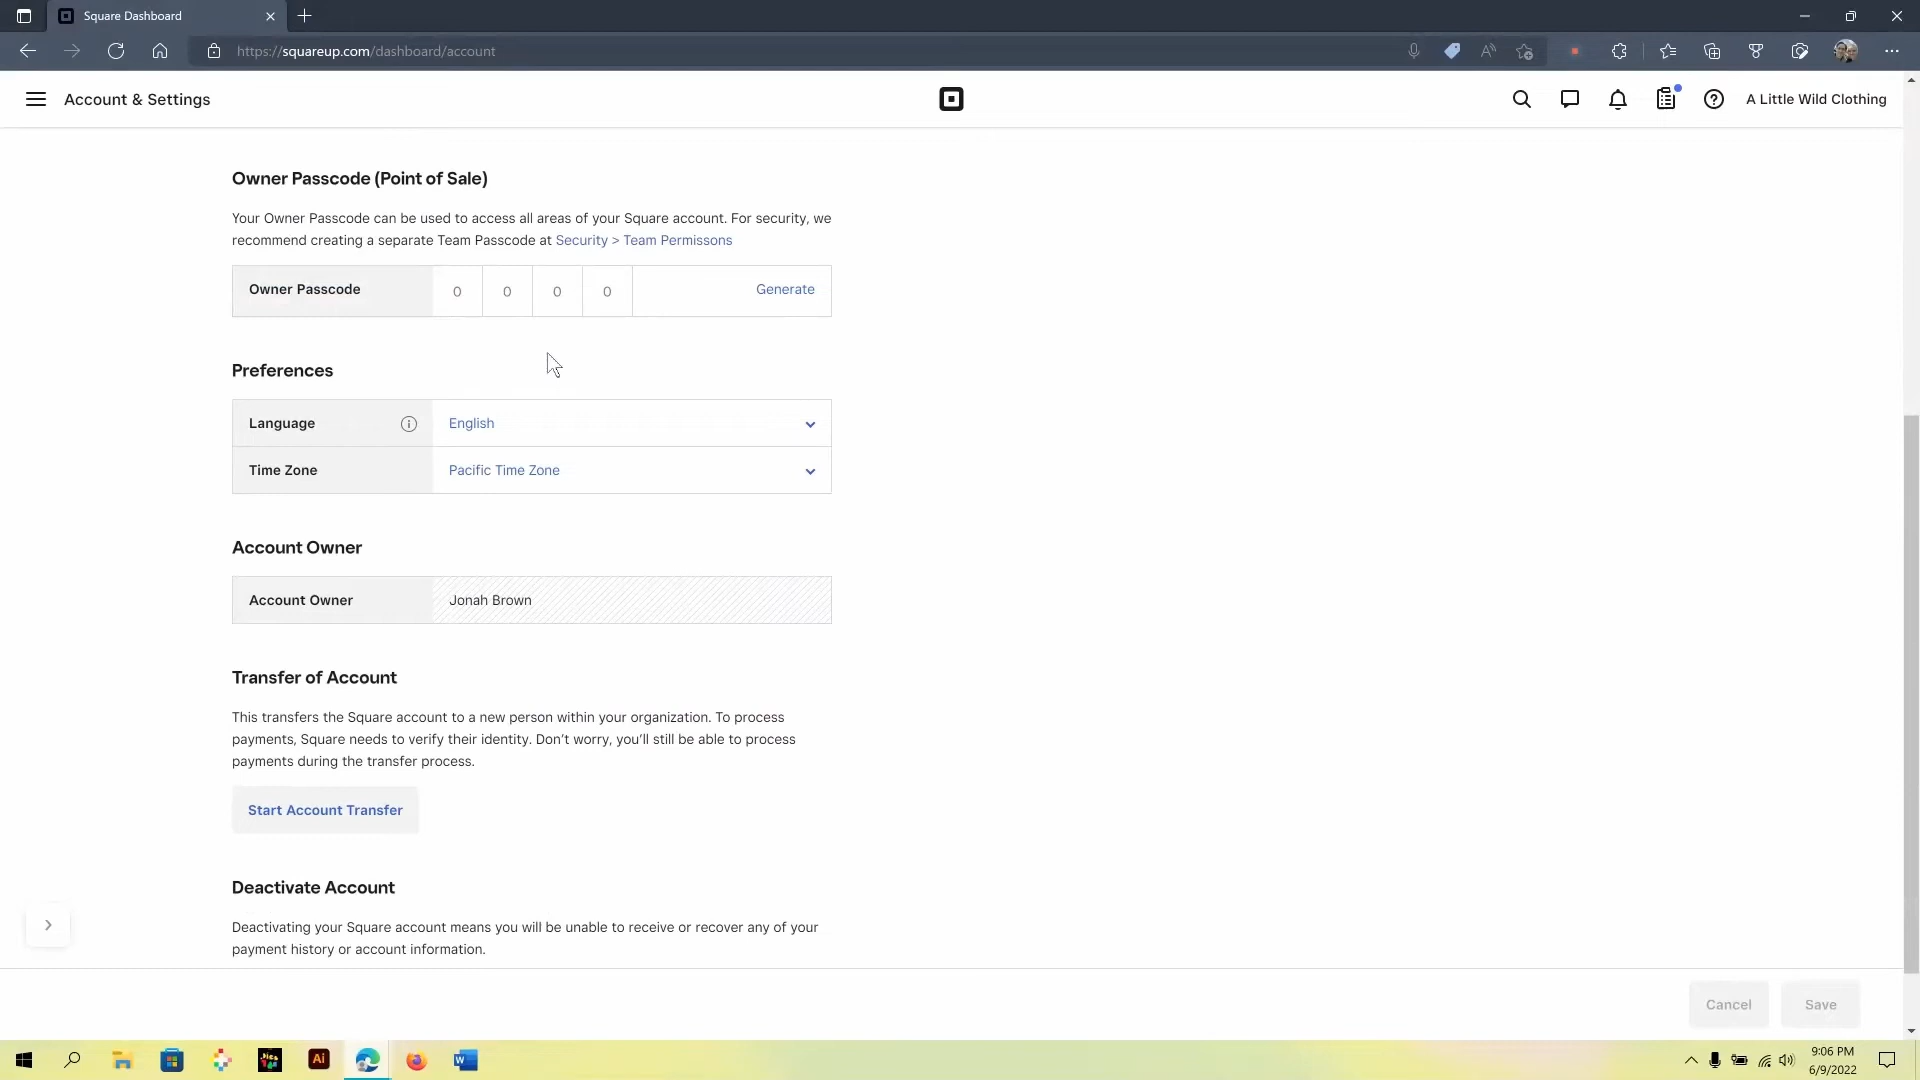 Square Dashboard
https://squareup.com/dashboard/account
Account & Settings
A Little Wild Clothing
Owner Passcode (Point of Sale)
Your Owner Passcode can be used to access all areas of your Square account. For security, we
recommend creating a separate Team Passcode at Security > Team Permissons
Owner Passcode 0 0 0 0 Generate
Preferences
Language English
Time Zone Pacific Time Zone
Account Owner
Account Owner Jonah Brown
Transfer of Account
This transfers the Square account to a new person within your organization. To process
payments, Square needs to verify their identity. Don’t worry, you’ll still be able to process
payments during the transfer process.
Start Account Transfer
Deactivate Account
Deactivating your Square account means you will be unable to receive or recover any of your
payment history or account information.
Cancel Save
Ai
W
9:06 PM
6/9/2022